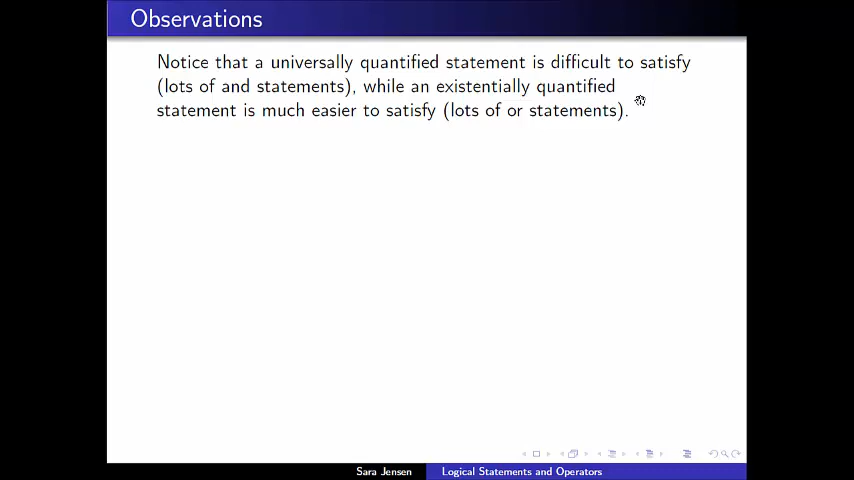 Observations
Notice that a universally quantified statement is difficult to satisfy
(lots of and statements), while an existentially quantified
statement is much easier to satisfy (lots of or statements).
Sara Jensen
Logical Statements and Operators